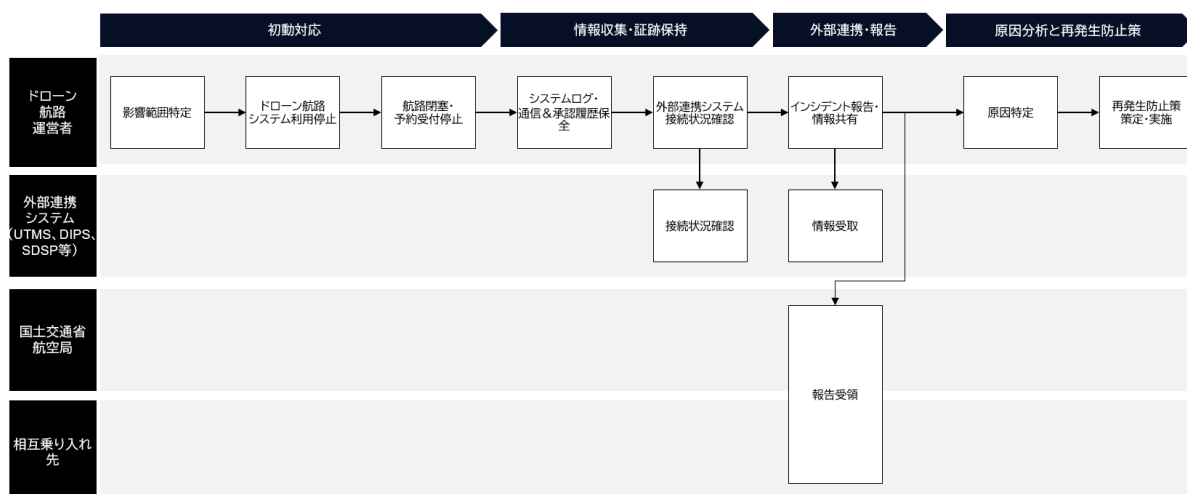 初動対応
情報収集・証跡保持
外部連携・報告
原因分析と再発生防止策
ドローン
航路
運営者
影響範囲特定
ドローン航路
システム利用停止
航路閉塞・
予約受付停止
システムログ・
通信＆承認履歴保
全
外部連携システム
接続状況確認
インシデント報告・
情報共有
原因特定
再発生防止策
策定・実施
外部連携
システム
（UTMS、DIPS、
SDSP等）
接続状況確認
情報受取
国土交通省
航空局
報告受領
相互乗り入れ
先